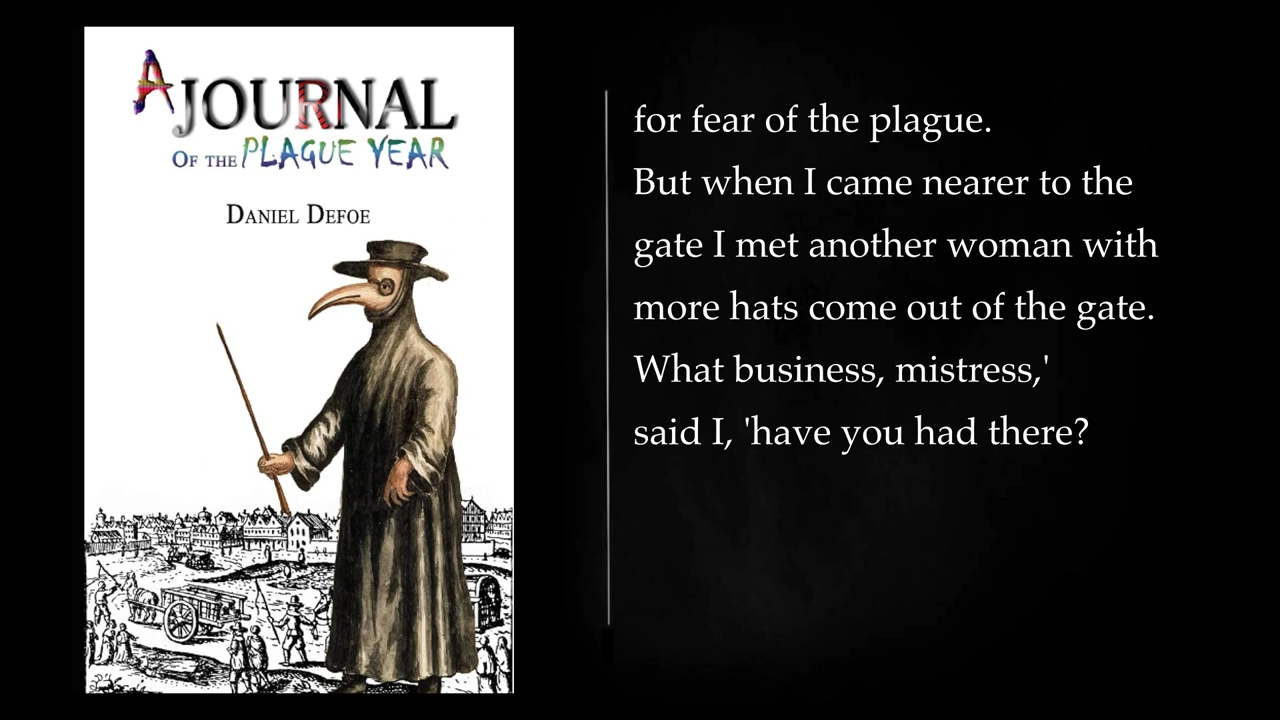 A JOURNAL
OF THE PLAGUE YEAR
DANIEL DEFOE
for fear of the plague.
But when I came nearer to the
gate I met another woman with
more hats come out of the gate.
What business, mistress,'
said I, 'have you had there?